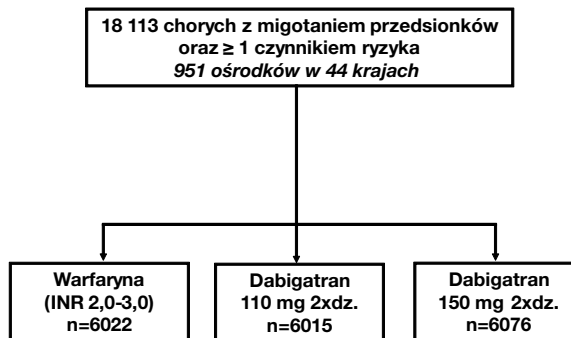 18 113 chorych z migotaniem przedsionków
oraz ≥ 1 czynnikiem ryzyka
951 ośrodków w 44 krajach
Warfaryna
(INR 2,0-3,0)
n=6022
Dabigatran
110 mg 2xdz.
n=6015
Dabigatran
150 mg 2xdz.
n=6076